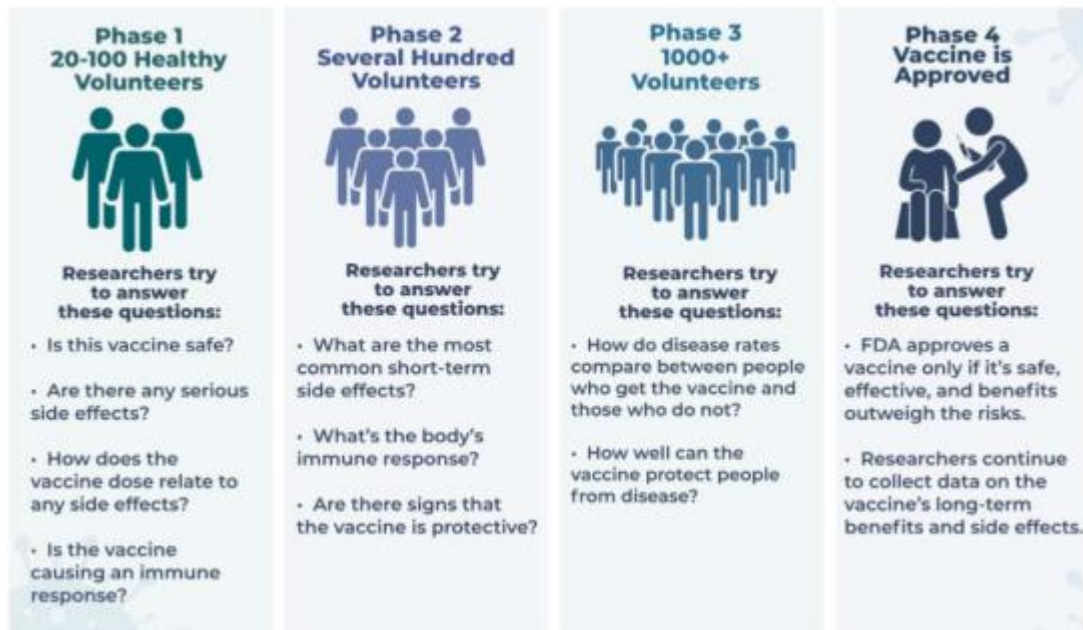 Phase 1
20-100 Healthy
Volunteers
Researchers try
to answer
these questions:
• Is this vaccine safe?
• Are there any serious
side effects?
• How does the
vaccine dose relate to
any side effects?
• Is the vaccine
causing an immune
response?
Phase 2
Several Hundred
Volunteers
Researchers try
to answer
these questions:
• What are the most
common short-term
side effects?
• What's the body's
immune response?
• Are there signs that
the vaccine is protective?
Phase 3
1000+
Volunteers
Researchers try
to answer
these questions:
• How do disease rates
compare between people
who get the vaccine and
those who do not?
• How well can the
vaccine protect people
from disease?
Phase 4
Vaccine is
Approved
Researchers try
to answer
these questions:
• FDA approves a
vaccine only if it's safe,
effective, and benefits
outweigh the risks.
• Researchers continue
to collect data on the
vaccine's long-term
benefits and side effects.